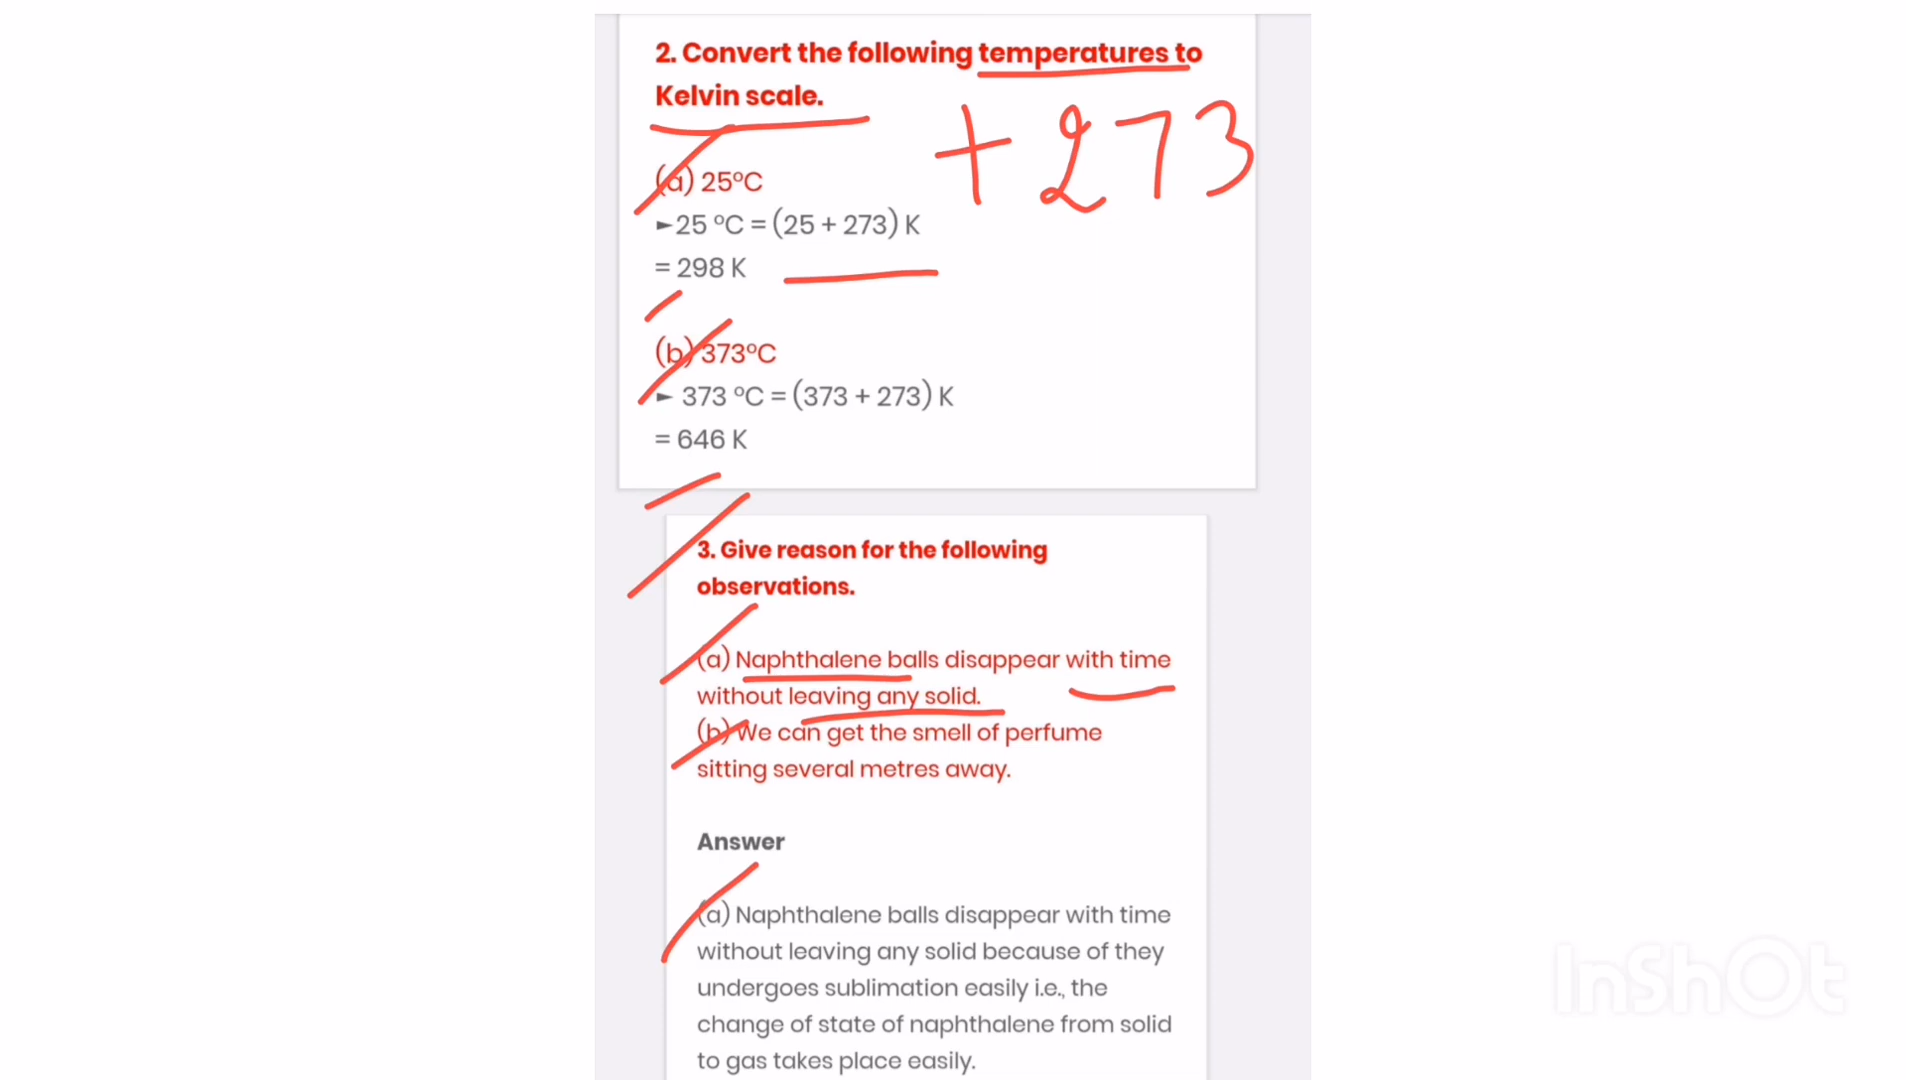 2. Convert the following temperatures to
Kelvin scale.
+273
(a) 25°C
►25 °C = (25 + 273) K
= 298 K
(b) 373°C
► 373 °C = (373 + 273) K
= 646 K
3. Give reason for the following
observations.
(a) Naphthalene balls disappear with time
without leaving any solid.
(b) We can get the smell of perfume
sitting several metres away.
Answer
(a) Naphthalene balls disappear with time
without leaving any solid because of they
undergoes sublimation easily i.e., the
change of state of naphthalene from solid
to gas takes place easily.
InShOt